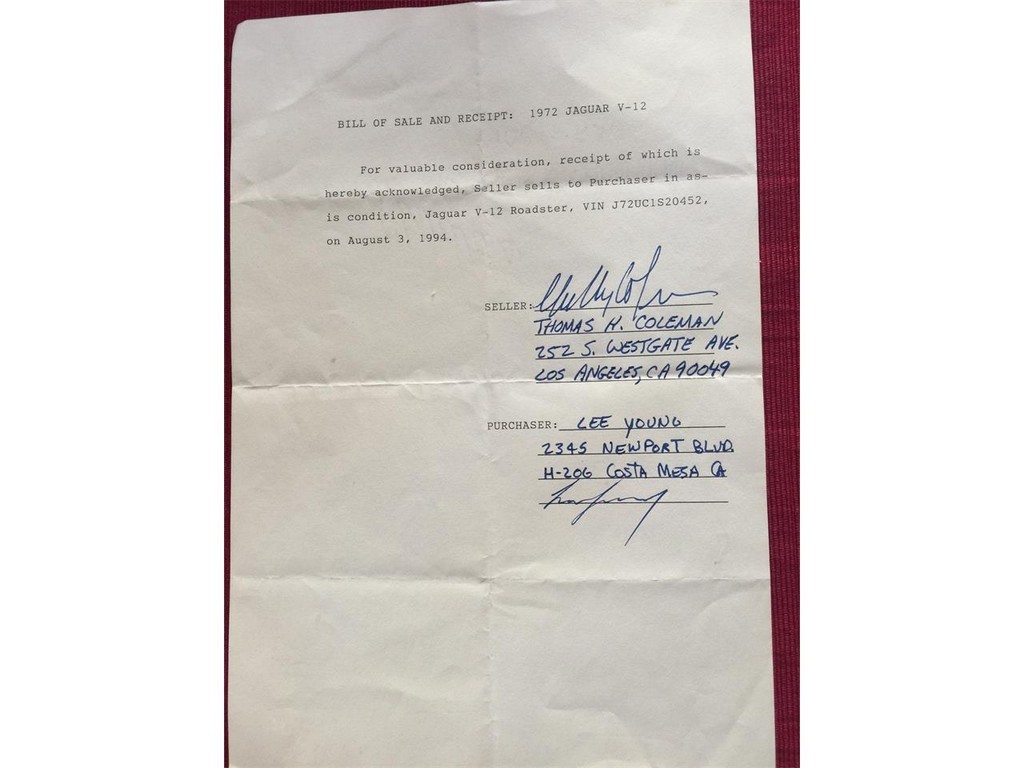 BILL OF SALE AND RECEIPT: 1972 JAGUAR V-12
For valuable consideration, receipt of which is
hereby acknowledged, Seller sells to Purchaser in as-
is condition, Jaguar V-12 Roadster, VIN J72UC1S20452,
on August 3, 1994.
SELLER:
THOMAS H. COLEMAN
252 S. WESTGATE AVE.
LOS ANGELES, CA 90049
PURCHASER: LEE YOUNG
2345 NEWPORT BLVD.
H-206 COSTA MESA CA